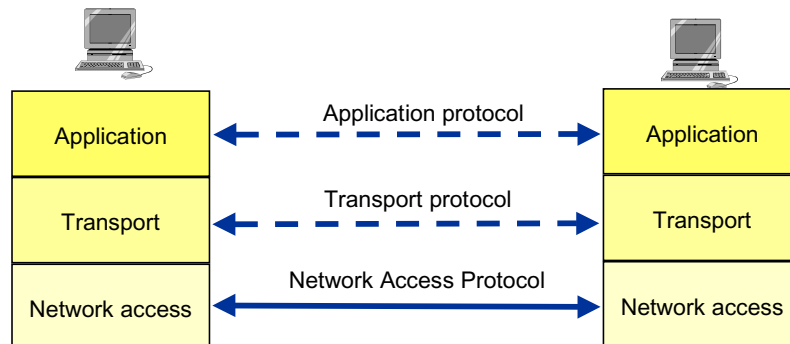 Application protocol
Application
Application
Transport protocol
Transport
Transport
Network Access Protocol
Network access
Network access